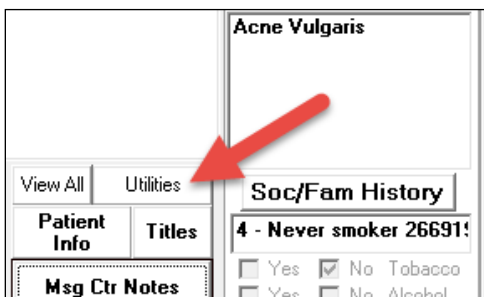 Acne Vulgaris
View All
Utilities
Soc/Fam History
Patient
Info
Titles
4 - Never smoker 266919
Yes No Tobacco
Msg Ctr Notes
Yes No Alcohol